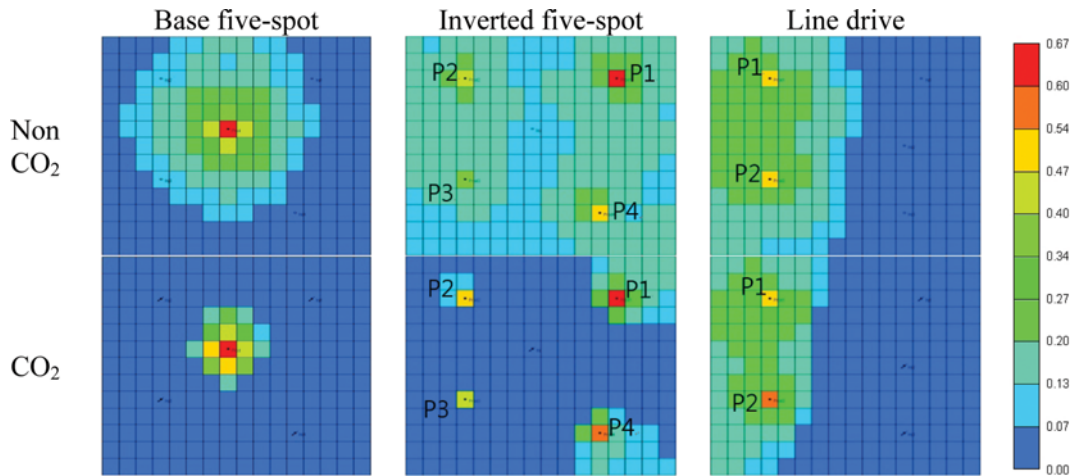 Base five-spot Inverted five-spot Line drive
Non
CO₂
P2 P1
P3 P4
P1
P2
CO₂
P2 P1
P3 P4
P1
P2
0.67
0.60
0.54
0.47
0.40
0.34
0.27
0.20
0.13
0.07
0.00